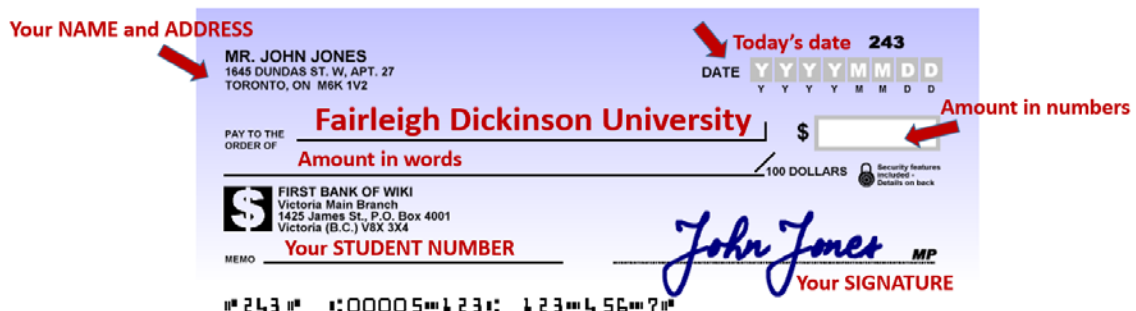 Your NAME and ADDRESS
Today's date 243
MR. JOHN JONES
1645 DUNDAS ST. W, APT. 27
TORONTO, ON M6K 1V2
DATE Y Y Y Y M M D D
Y Y Y Y M M D D
Amount in numbers
Fairleigh Dickinson University
PAY TO THE
ORDER OF
$
Amount in words
/100 DOLLARS
Security features
included -
Details on back
$
FIRST BANK OF WIKI
Victoria Main Branch
1425 James St., P.O. Box 4001
Victoria (B.C.) V8X 3X4
Your STUDENT NUMBER
MEMO
John Jones
MP
Your SIGNATURE
⑈243⑈ ⑆00005⑉123⑆ 123⑉456⑉7⑈